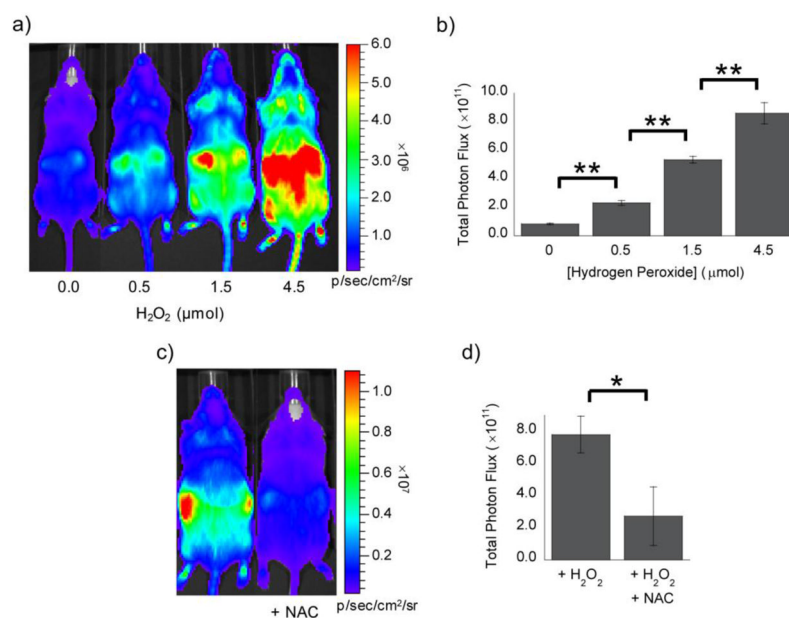 a)
6.0
5.0
4.0
3.0
2.0
1.0
×10⁶
p/sec/cm²/sr
0.0 0.5 1.5 4.5
H₂O₂ (μmol)
b)
Total Photon Flux (×10¹¹)
10.0
8.0
6.0
4.0
2.0
0.0
** ** **
0 0.5 1.5 4.5
[Hydrogen Peroxide] (μmol)
c)
1.0
0.8
0.6
0.4
0.2
×10⁷
p/sec/cm²/sr
+ NAC
d)
Total Photon Flux (×10¹¹)
8.0
6.0
4.0
2.0
0.0
*
+ H₂O₂ + H₂O₂
+ NAC